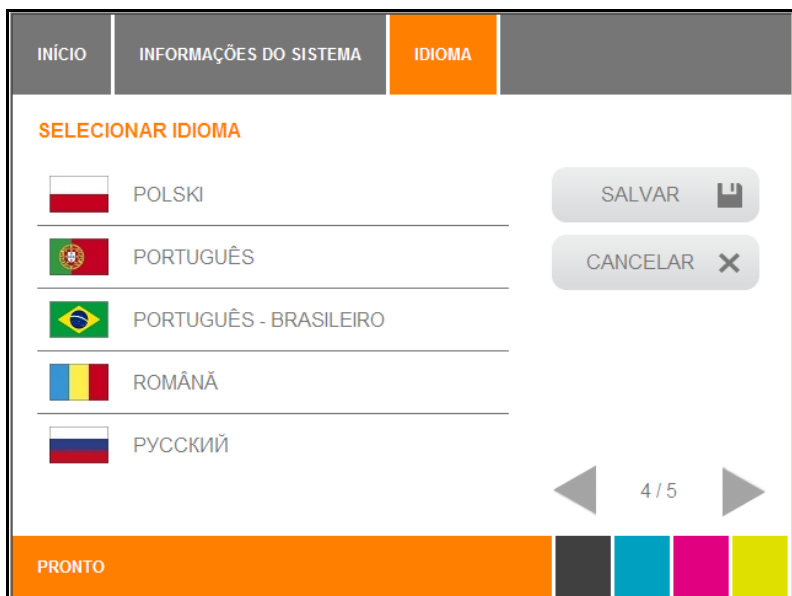 INÍCIO INFORMAÇÕES DO SISTEMA IDIOMA
SELECIONAR IDIOMA
POLSKI
PORTUGUÊS
PORTUGUÊS - BRASILEIRO
ROMÂNĂ
РУССКИЙ
SALVAR
CANCELAR
4 / 5
PRONTO